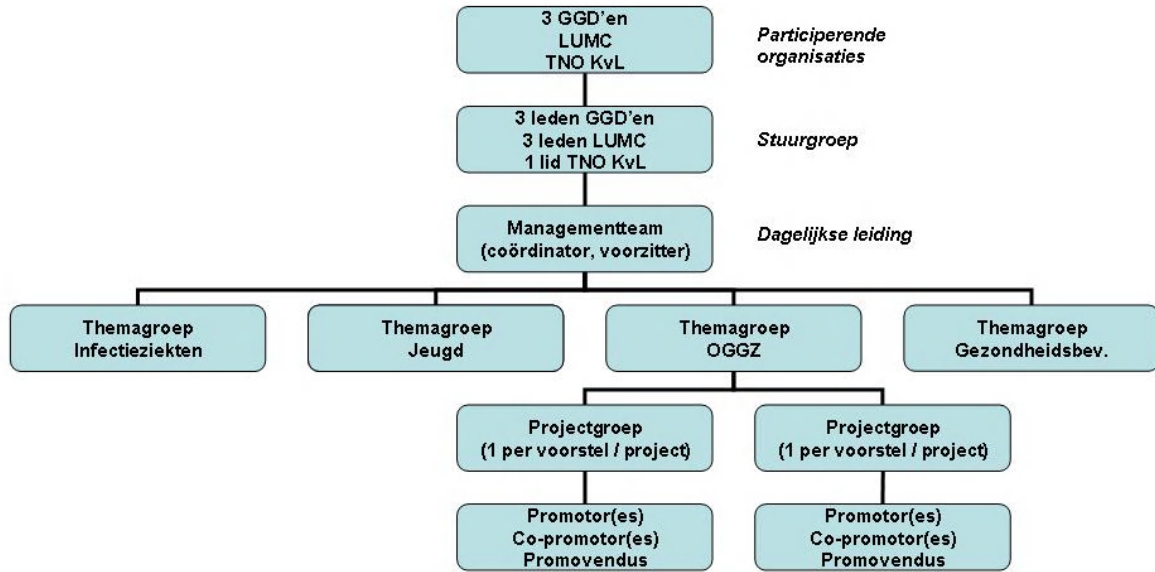 3 GGD'en
LUMC
TNO KvL
Participerende
organisaties
3 leden GGD'en
3 leden LUMC
1 lid TNO KvL
Stuurgroep
Managementteam
(coördinator, voorzitter)
Dagelijkse leiding
Themagroep
Infectieziekten
Themagroep
Jeugd
Themagroep
OGGZ
Themagroep
Gezondheidsbev.
Projectgroep
(1 per voorstel / project)
Projectgroep
(1 per voorstel / project)
Promotor(es)
Co-promotor(es)
Promovendus
Promotor(es)
Co-promotor(es)
Promovendus